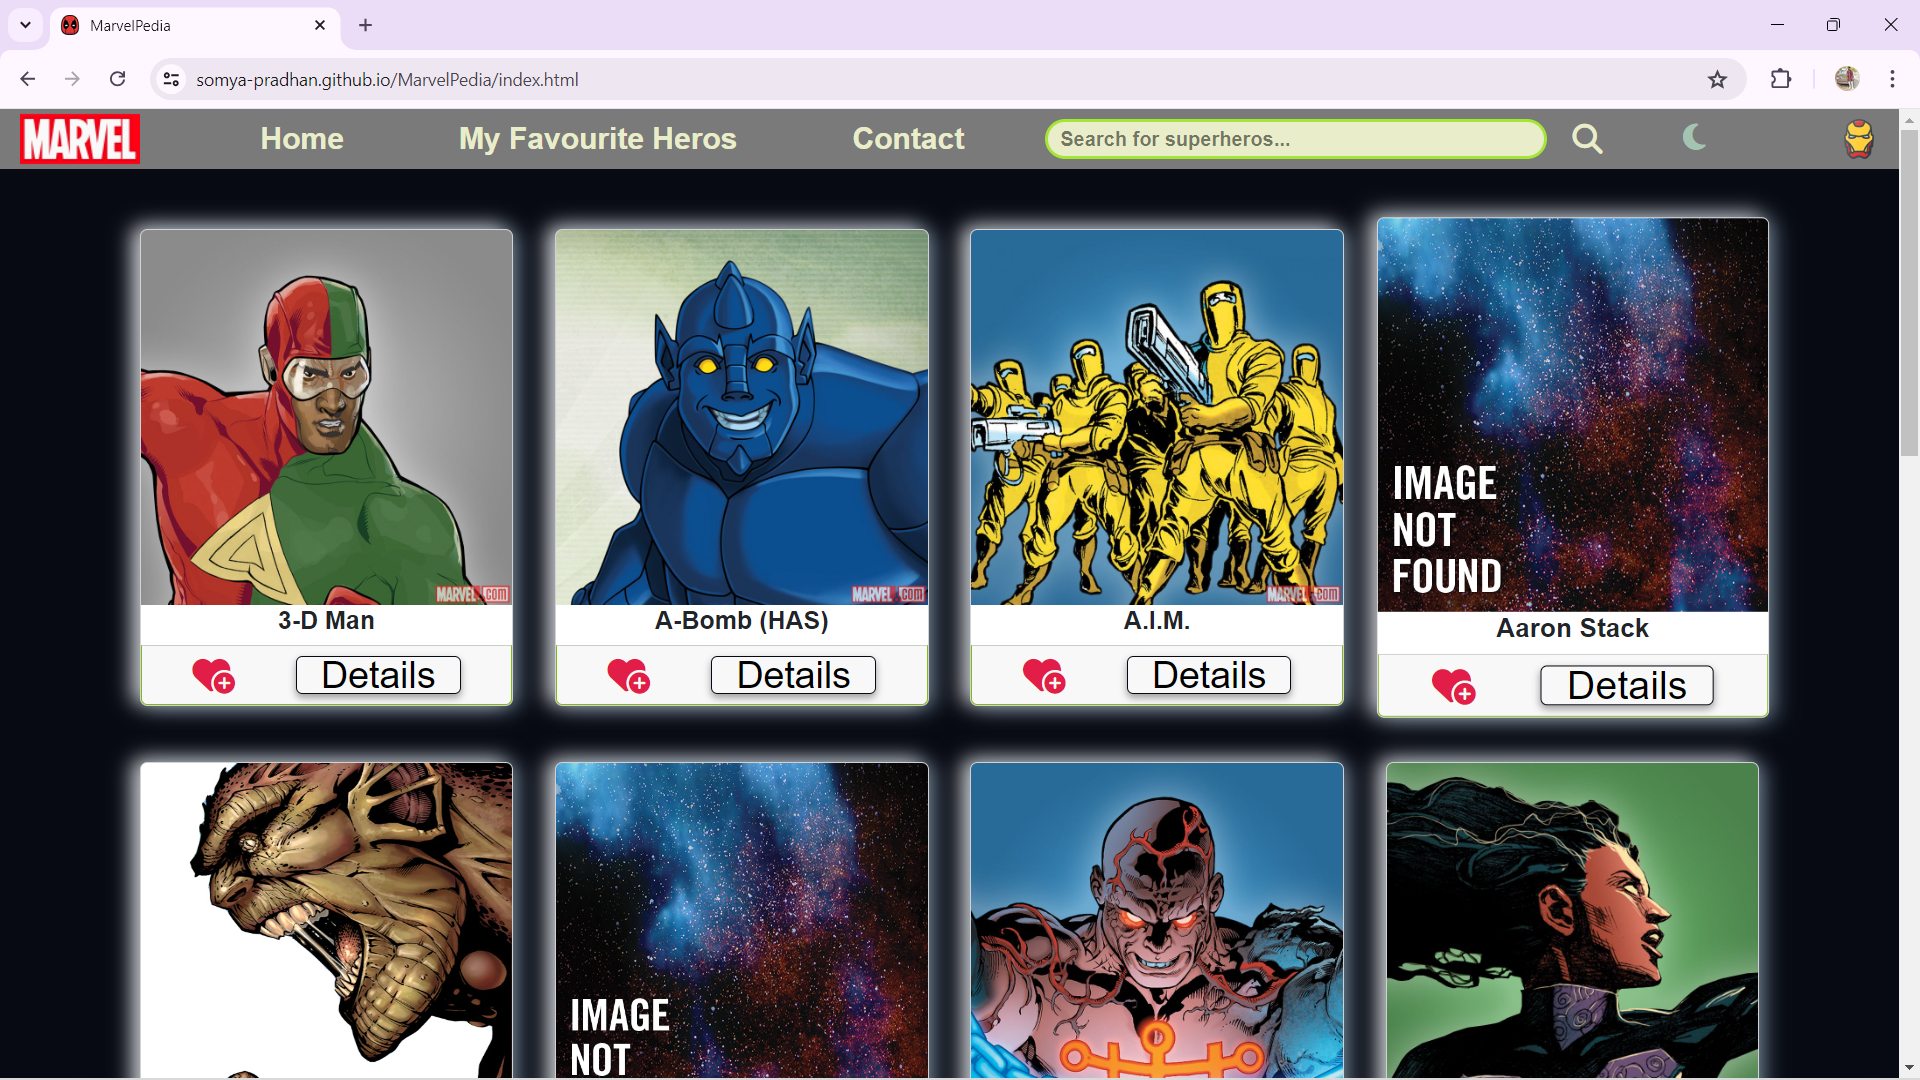 MarvelPedia
somya-pradhan.github.io/MarvelPedia/index.html
MARVEL
Home
My Favourite Heros
Contact
Search for superheros...
MARVEL.com
MARVEL.com
MARVEL.com
IMAGE
NOT
FOUND
3-D Man
A-Bomb (HAS)
A.I.M.
Aaron Stack
Details
Details
Details
Details
IMAGE
NOT